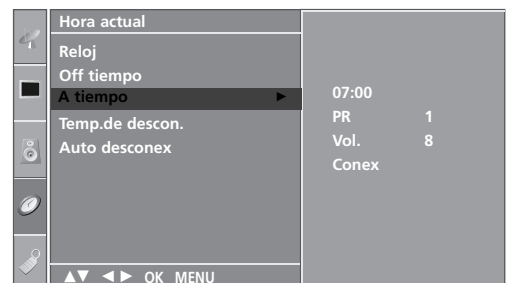 Hora actual
Reloj
Off tiempo
A tiempo ►
Temp.de descon.
Auto desconex
07:00
PR 1
Vol. 8
Conex
▲▼ ◄► OK MENU